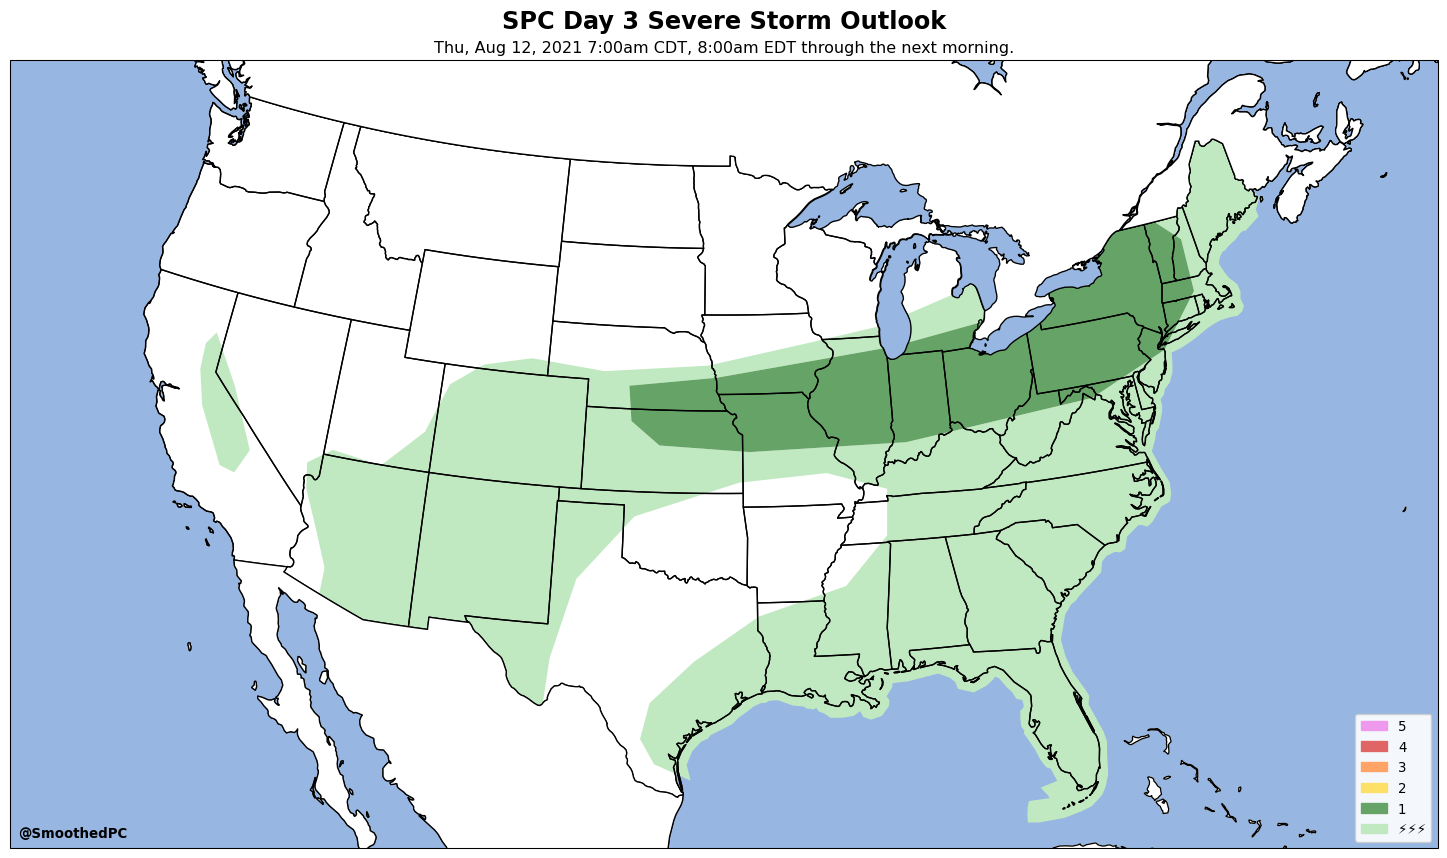 SPC Day 3 Severe Storm Outlook
Thu, Aug 12, 2021 7:00am CDT, 8:00am EDT through the next morning.
5
4
3
2
1
⚡⚡⚡
@SmoothedPC